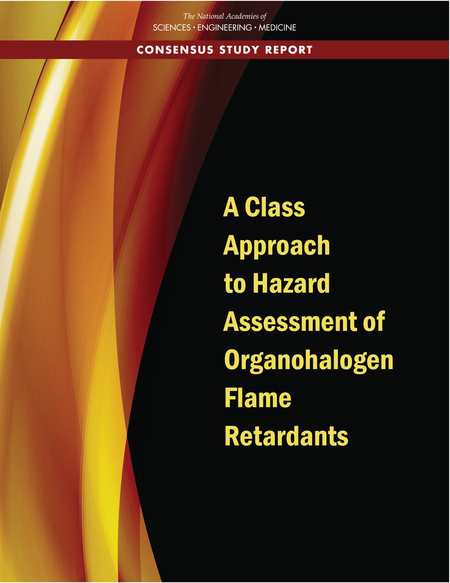 The National Academies of
SCIENCES • ENGINEERING • MEDICINE
CONSENSUS STUDY REPORT
A Class
Approach
to Hazard
Assessment of
Organohalogen
Flame
Retardants